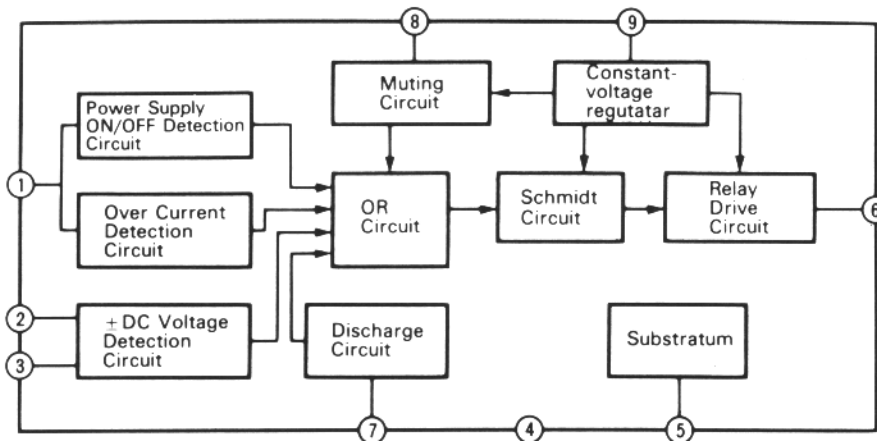 8
9
Muting
Circuit
Constant-
voltage
regutatar
Power Supply
ON/OFF Detection
Circuit
1
Over Current
Detection
Circuit
OR
Circuit
Schmidt
Circuit
Relay
Drive
Circuit
6
2
3
±DC Voltage
Detection
Circuit
Discharge
Circuit
Substratum
7
4
5